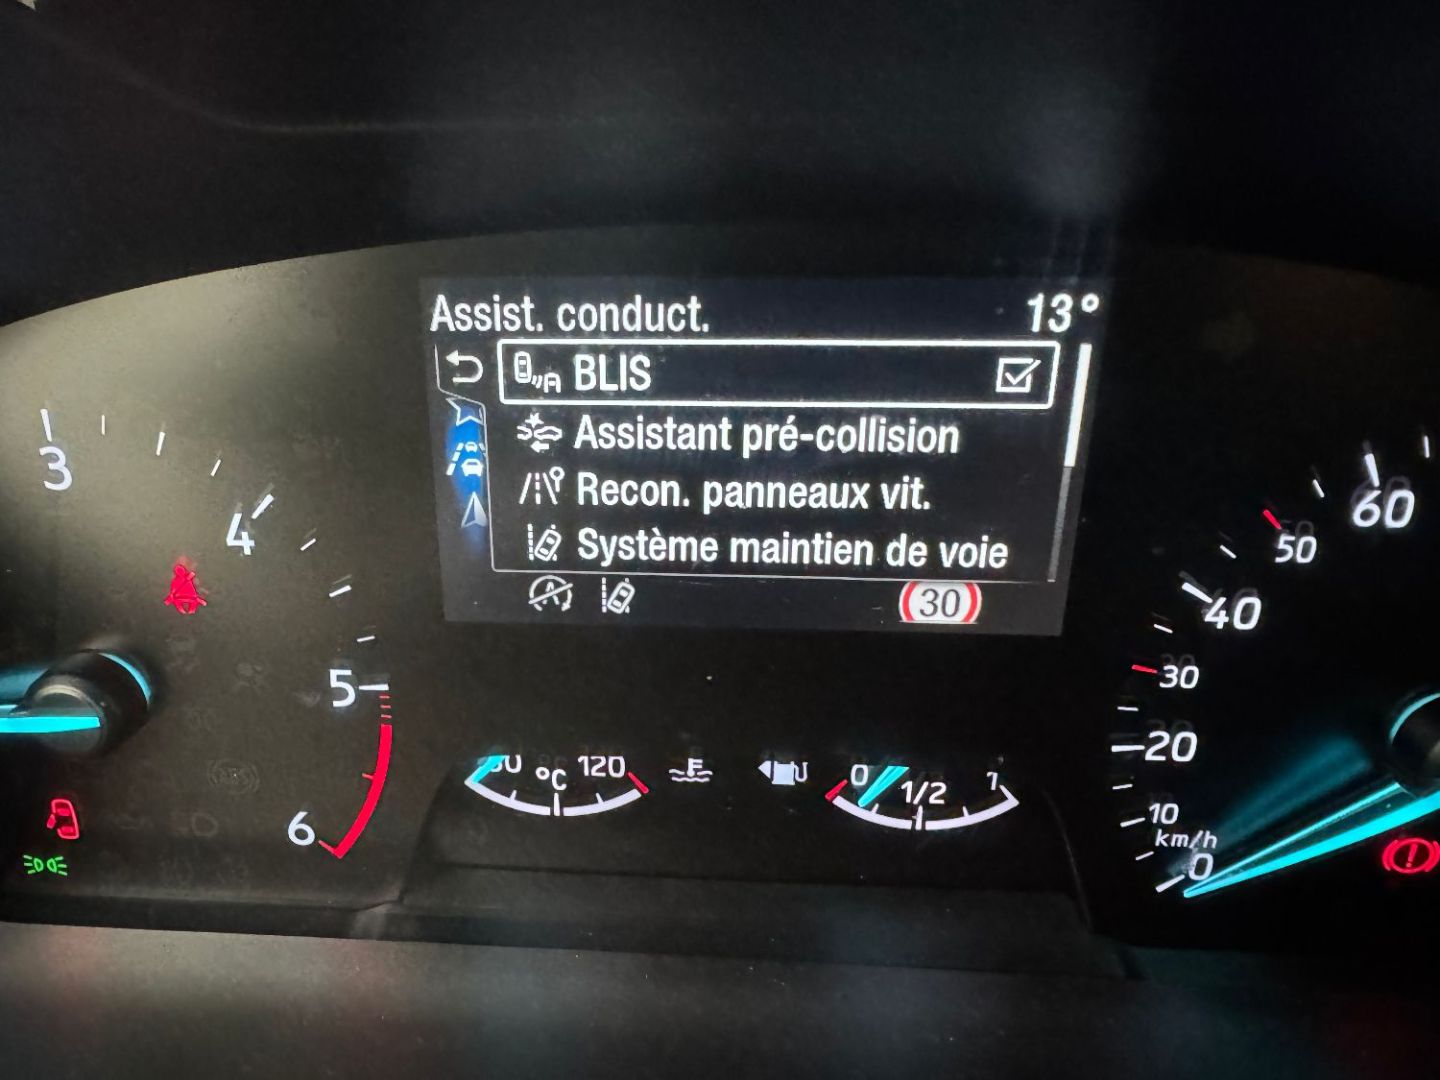 Assist. conduct. 13°
BLIS
Assistant pré-collision
Recon. panneaux vit.
Système maintien de voie
30
3
4
5
6
°C 120
0 1/2 1
60
50
40
30
20
10
km/h
0